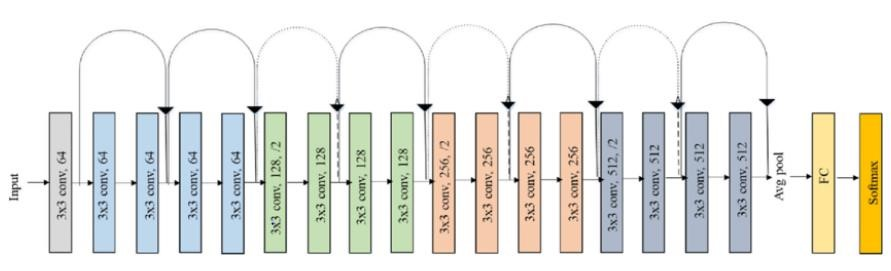 Input
3x3 conv, 64
3x3 conv, 64
3x3 conv, 64
3x3 conv, 64
3x3 conv, 64
3x3 conv, 128, /2
3x3 conv, 128
3x3 conv, 128
3x3 conv, 128
3x3 conv, 256, /2
3x3 conv, 256
3x3 conv, 256
3x3 conv, 256
3x3 conv, 512, /2
3x3 conv, 512
3x3 conv, 512
3x3 conv, 512
Avg pool
FC
Softmax